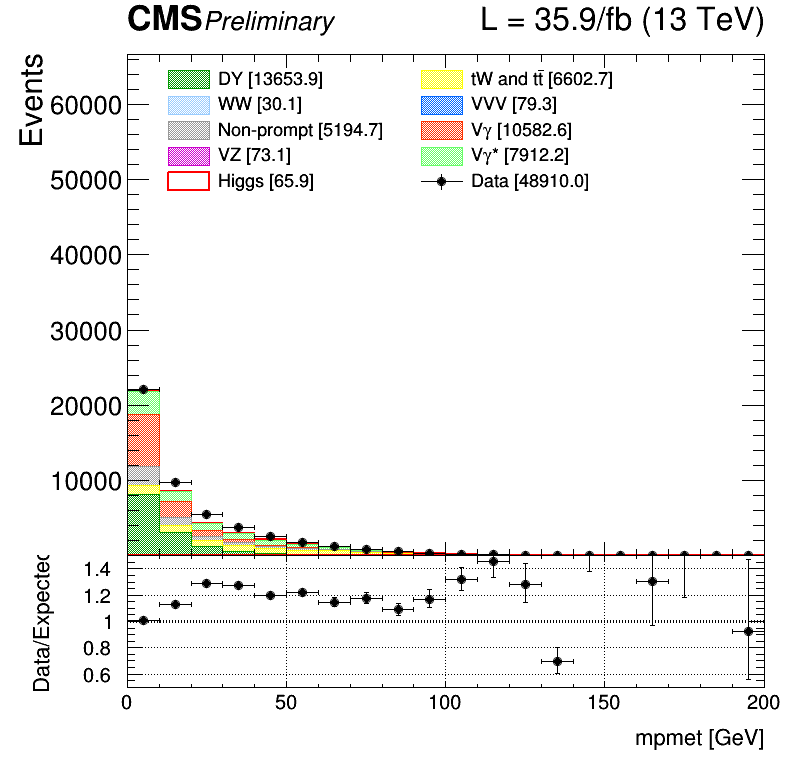 CMS Preliminary L = 35.9/fb (13 TeV)
Events
DY [13653.9] tW and tt̄ [6602.7]
WW [30.1] VVV [79.3]
Non-prompt [5194.7] Vγ [10582.6]
VZ [73.1] Vγ* [7912.2]
Higgs [65.9] Data [48910.0]
60000
50000
40000
30000
20000
10000
Data/Expected
1.4
1.2
1
0.8
0.6
0 50 100 150 200
mpmet [GeV]